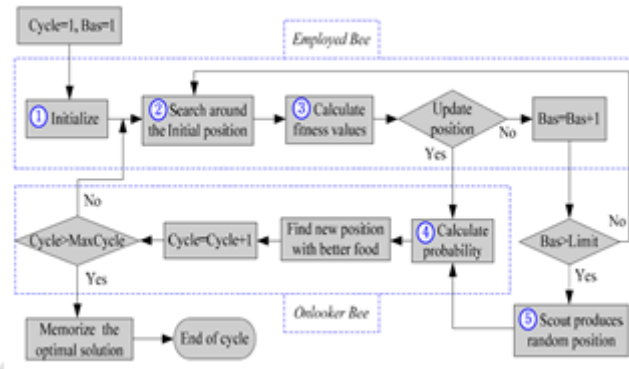 Cycle=1, Bas=1
Employed Bee
1 Initialize
2 Search around
the Initial position
3 Calculate
fitness values
Update
position
No
Bas=Bas+1
Yes
No
Cycle>MaxCycle
Cycle=Cycle+1
Find new position
with better food
4 Calculate
probability
Bas>Limit
No
Yes
Yes
Memorize the
optimal solution
End of cycle
Onlooker Bee
5 Scout produces
random position